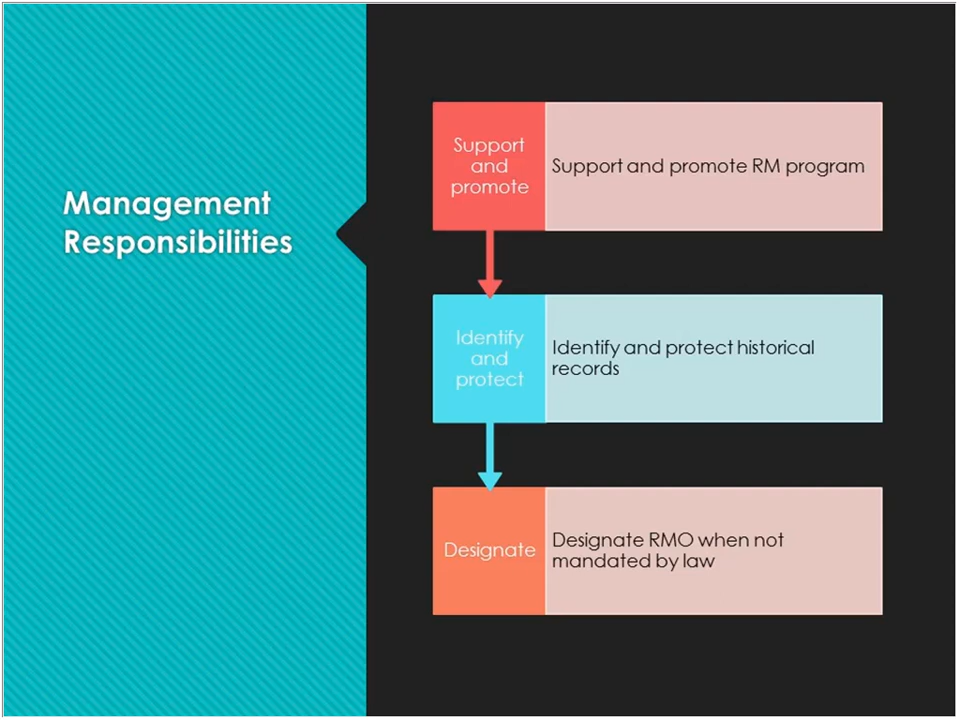 Management
Responsibilities
Support
and
promote
Support and promote RM program
Identify
and
protect
Identify and protect historical
records
Designate
Designate RMO when not
mandated by law